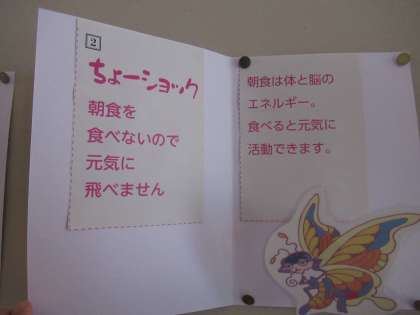 2
ちょーショック
朝食を
食べないので
元気に
飛べません
朝食は体と脳の
エネルギー。
食べると元気に
活動できます。